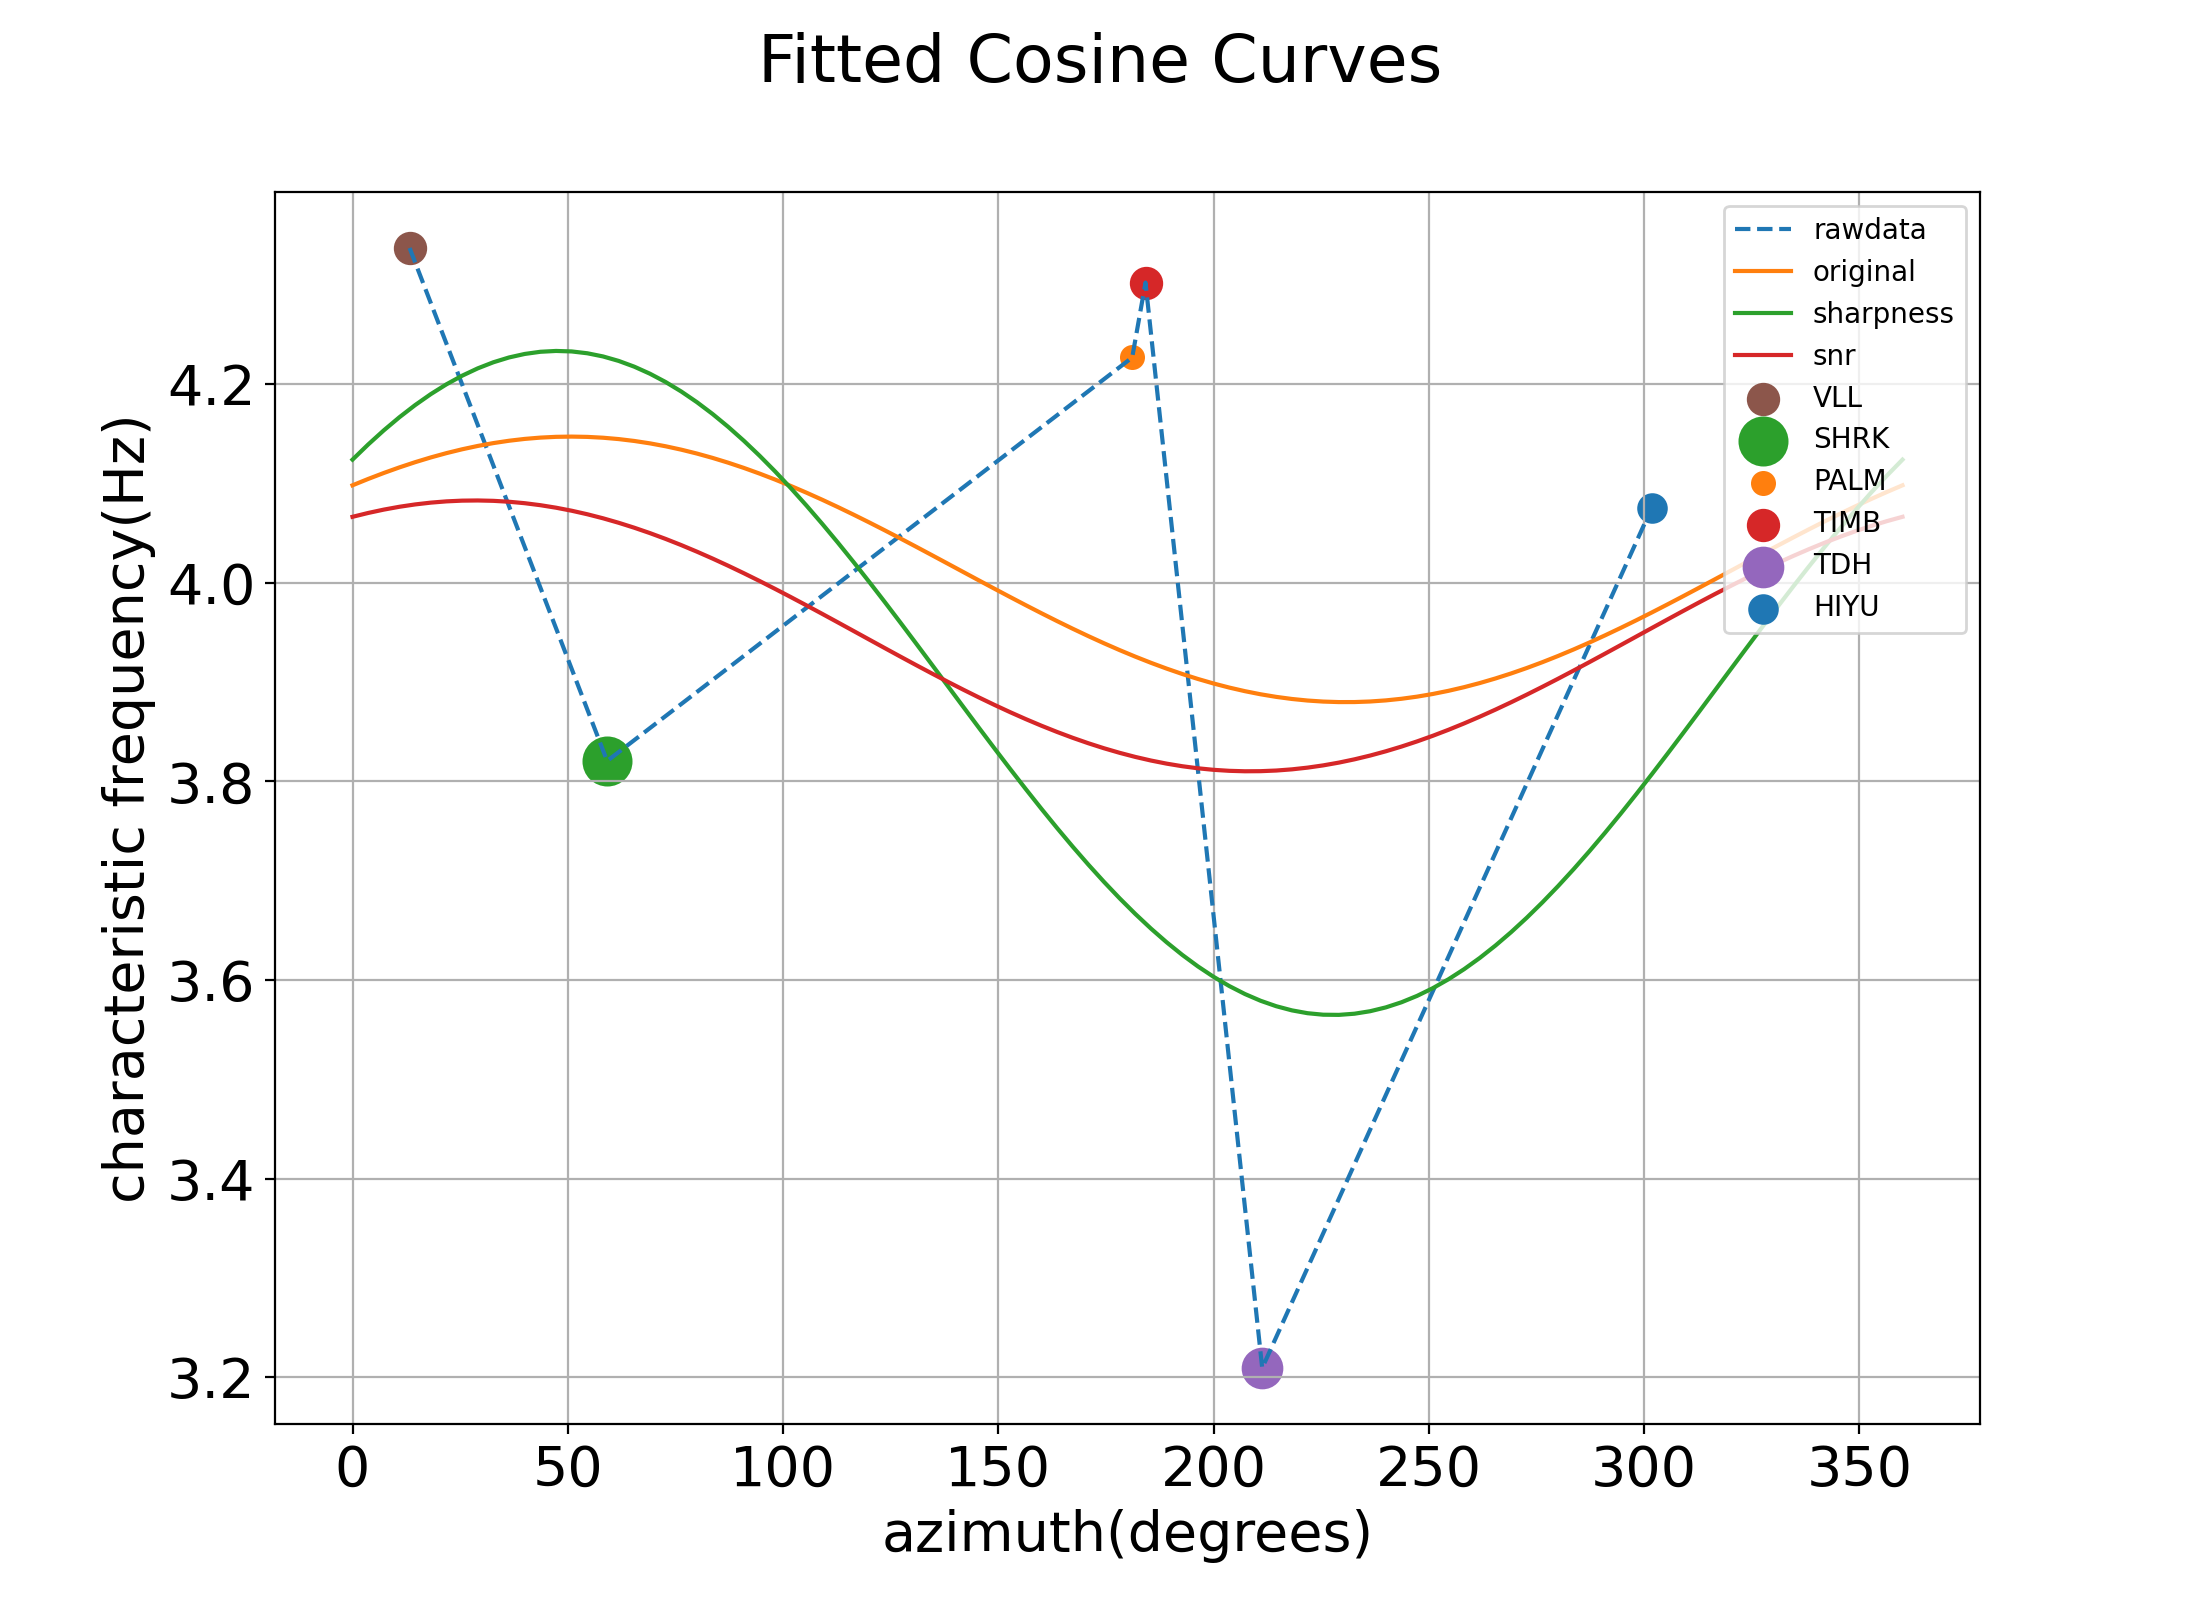 Fitted Cosine Curves
rawdata
original
sharpness
snr
VLL
SHRK
PALM
TIMB
TDH
HIYU
characteristic frequency(Hz)
4.2
4.0
3.8
3.6
3.4
3.2
0 50 100 150 200 250 300 350
azimuth(degrees)